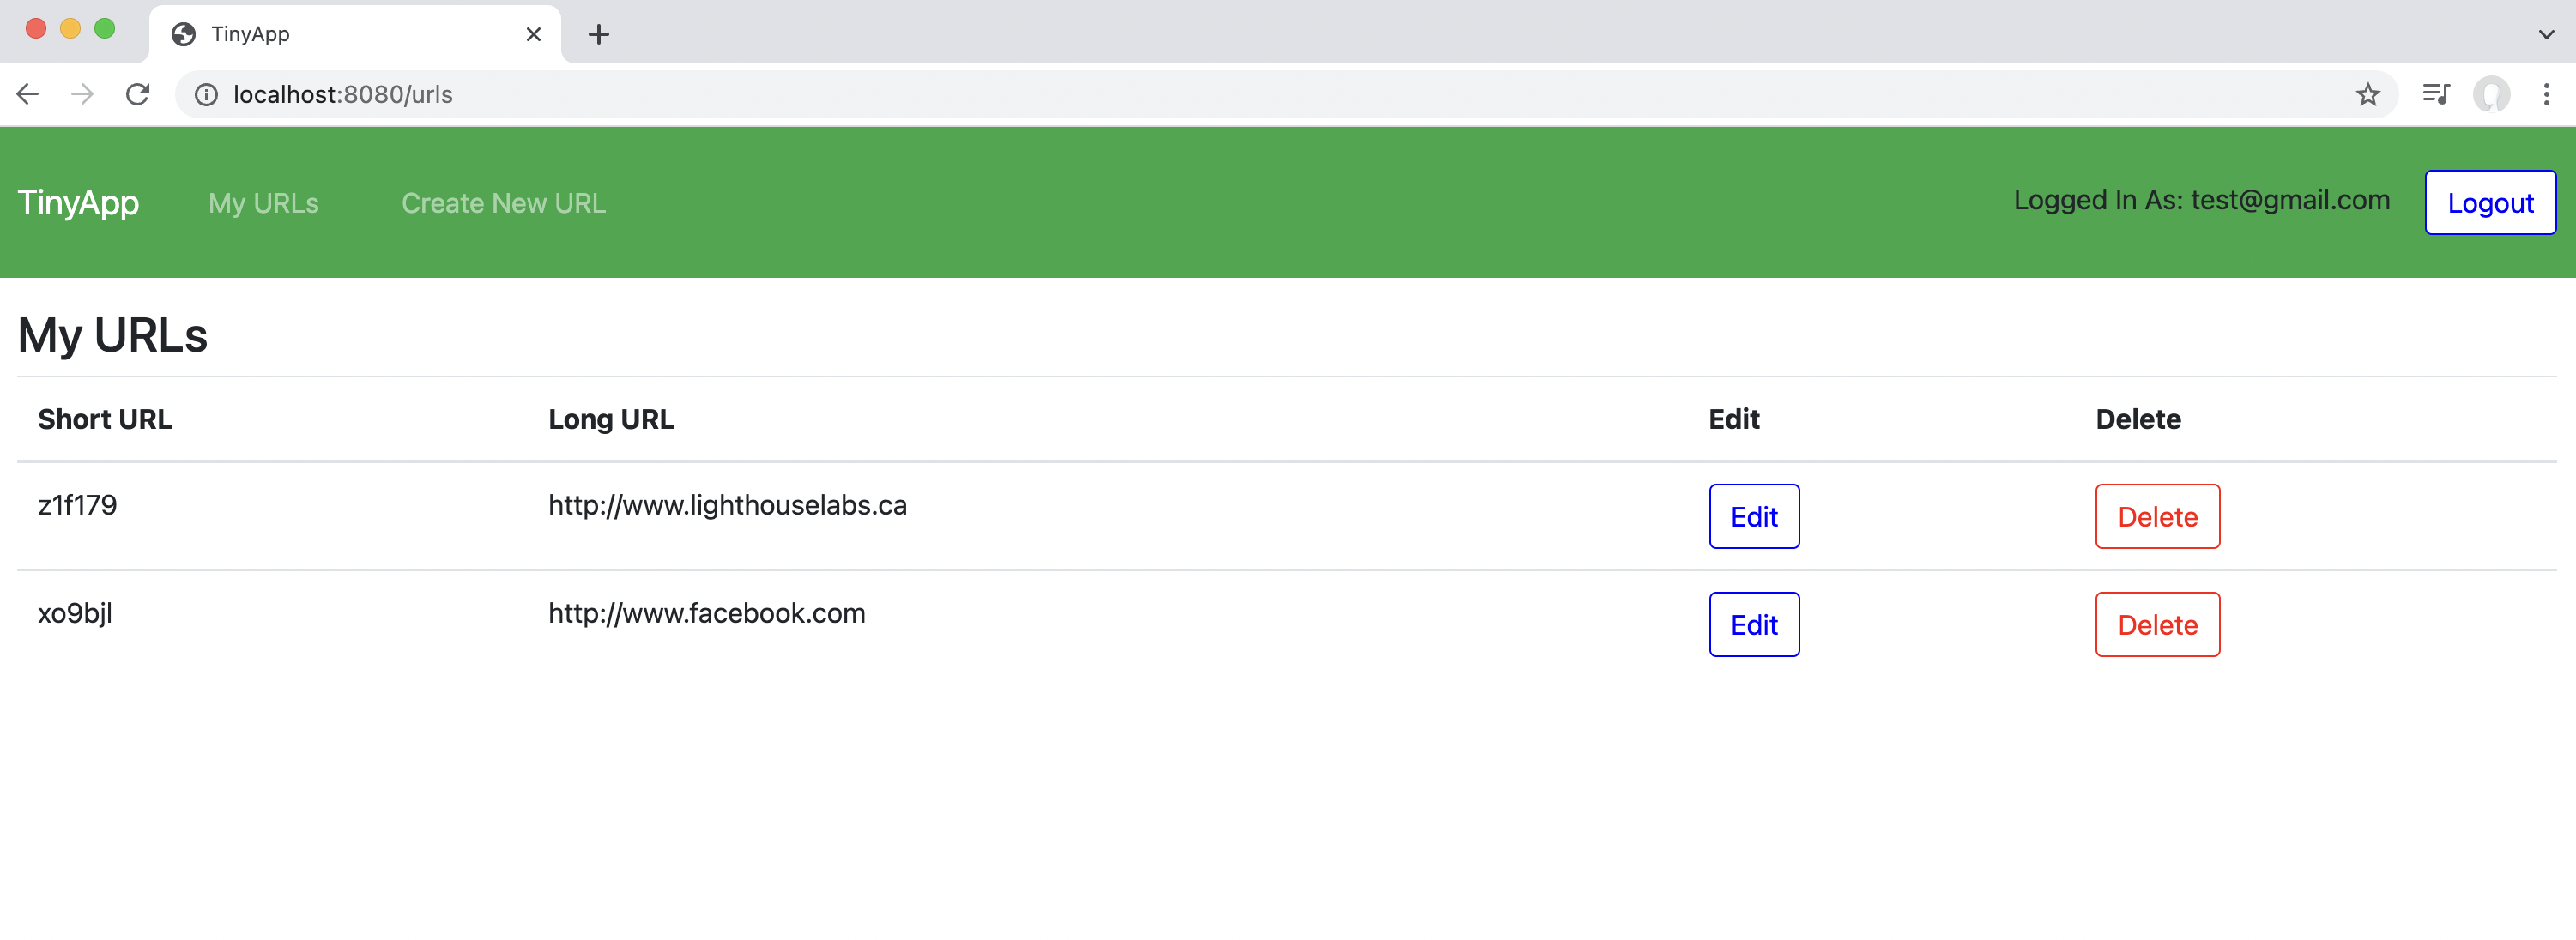 TinyApp
localhost:8080/urls
TinyApp My URLs Create New URL Logged In As: test@gmail.com Logout
My URLs
Short URL Long URL Edit Delete
z1f179 http://www.lighthouselabs.ca Edit Delete
xo9bjl http://www.facebook.com Edit Delete